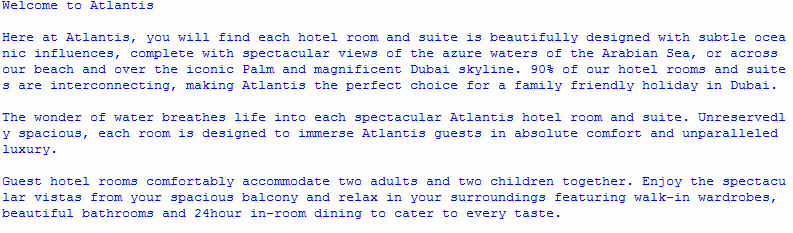 Welcome to Atlantis
Here at Atlantis, you will find each hotel room and suite is beautifully designed with subtle ocea
nic influences, complete with spectacular views of the azure waters of the Arabian Sea, or across
our beach and over the iconic Palm and magnificent Dubai skyline. 90% of our hotel rooms and suite
s are interconnecting, making Atlantis the perfect choice for a family friendly holiday in Dubai.
The wonder of water breathes life into each spectacular Atlantis hotel room and suite. Unreservedl
y spacious, each room is designed to immerse Atlantis guests in absolute comfort and unparalleled
luxury.
Guest hotel rooms comfortably accommodate two adults and two children together. Enjoy the spectacu
lar vistas from your spacious balcony and relax in your surroundings featuring walk-in wardrobes,
beautiful bathrooms and 24hour in-room dining to cater to every taste.